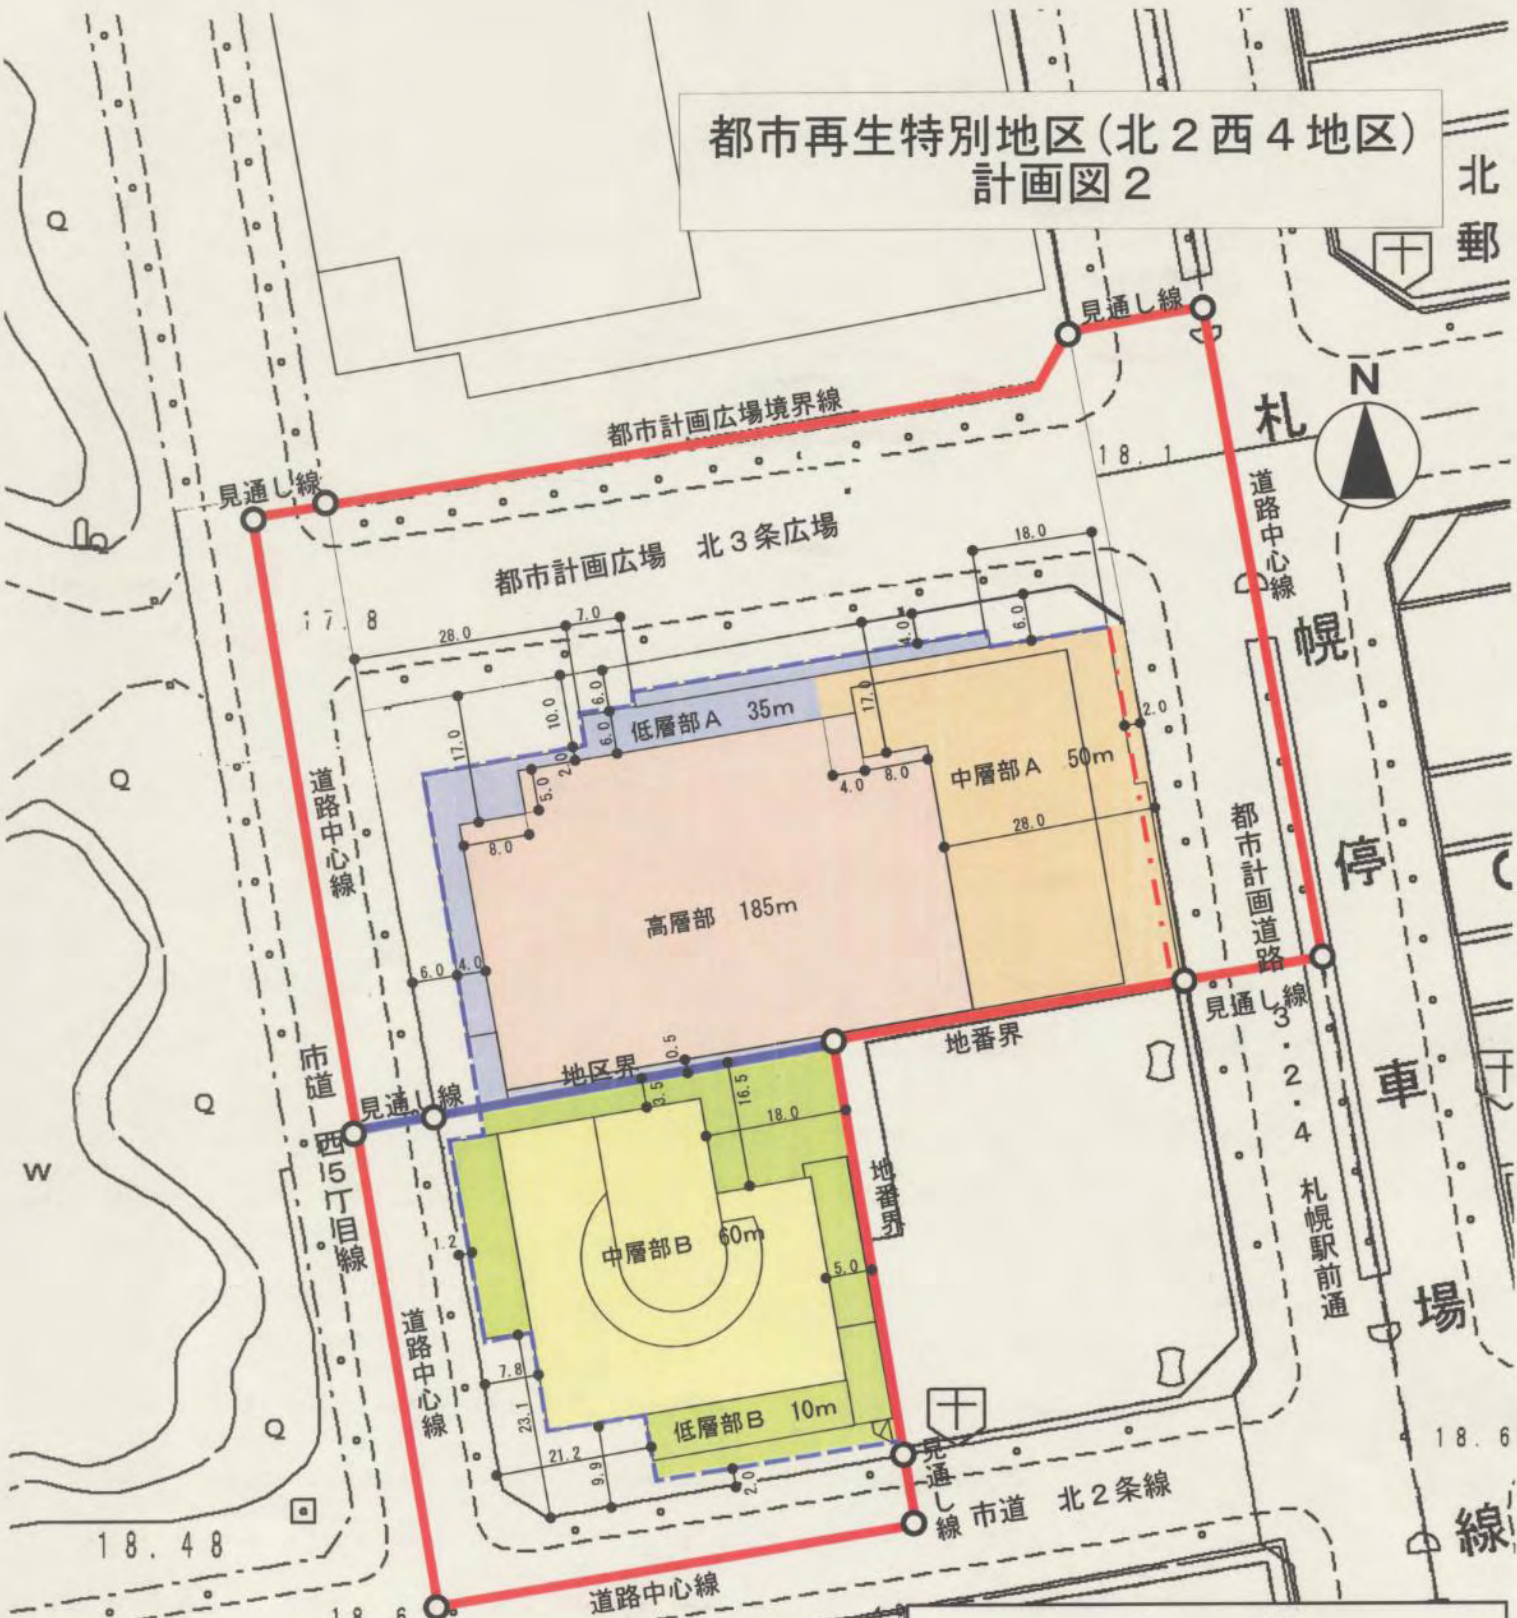 都市再生特別地区(北2西4地区)
計画図2
北
郵
Q
見通し線
N
札
都市計画広場境界線
18.1
見通し線
道路中心線
都市計画広場 北3条広場
18.0
17.8
28.0
7.0
4.0
6.0
幌
17.0
10.0
6.0
6.0
2.0
5.0
8.0
低層部A 35m
17.0
4.0
8.0
中層部A 50m
2.0
28.0
Q
道路中心線
都市計画道路 3・2・4 札幌駅前通
停
高層部 185m
6.0
4.0
見通し線
地番界
地区界
0.5
3.5
16.5
18.0
車
市道 西5丁目線
見通し線
Q
W
地番界
1.2
中層部B 60m
5.0
場
道路中心線
7.8
23.1
21.2
9.9
低層部B 10m
2.0
Q
見通し線
市道 北2条線
18.6
線
18.48
道路中心線
18.6